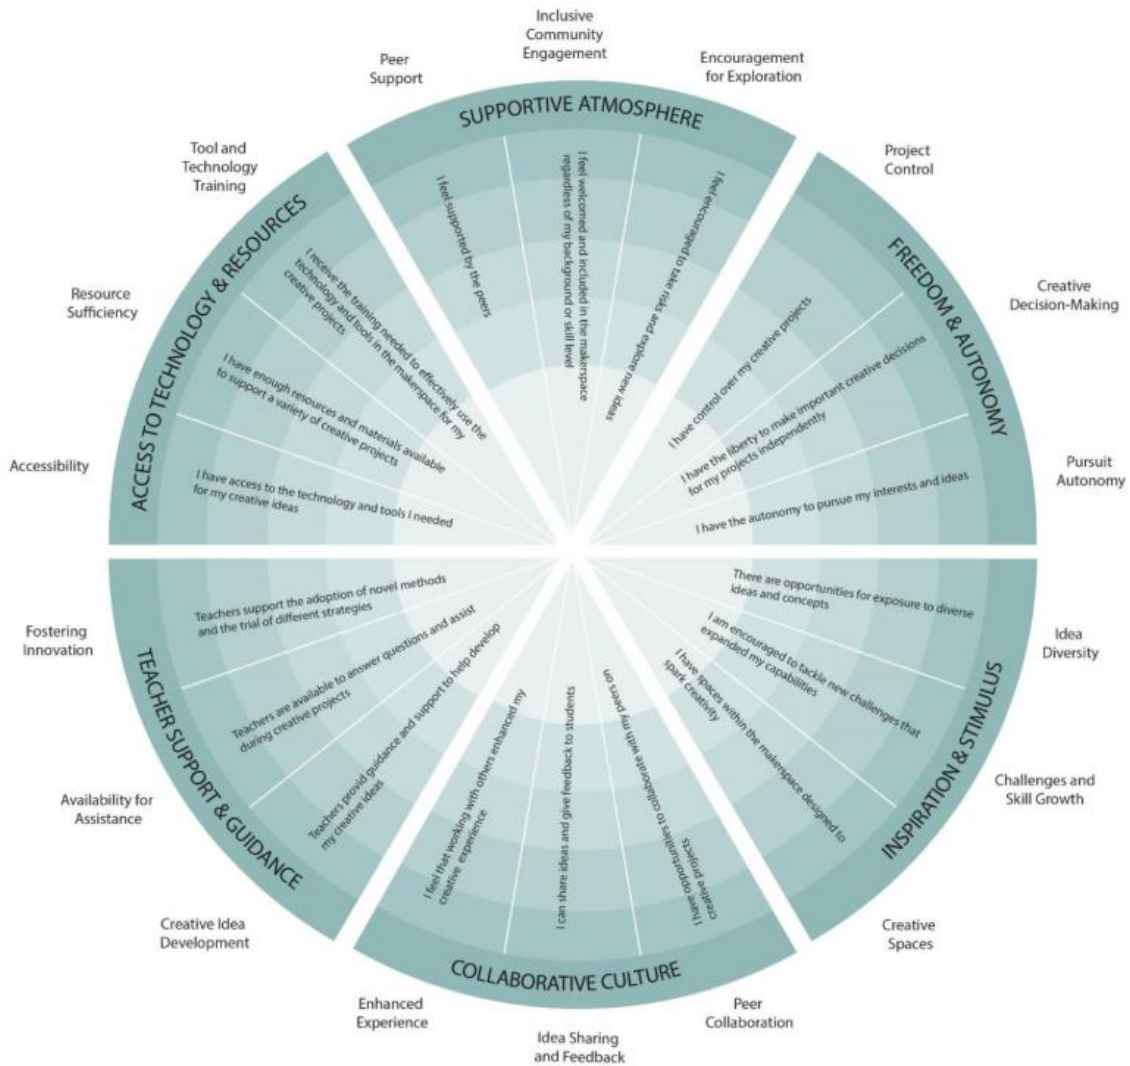 Inclusive
Community
Engagement
Peer
Support
Encouragement
for Exploration
SUPPORTIVE ATMOSPHERE
I feel supported by the peers
I feel welcomed and included in the makerspace
regardless of my background or skill level
I feel encouraged to take risks and explore new ideas
Project
Control
Creative
Decision-Making
Pursuit
Autonomy
FREEDOM & AUTONOMY
I have control over my creative projects
I have the liberty to make important creative decisions
for my projects independently
I have the autonomy to pursue my interests and ideas
Idea
Diversity
Challenges and
Skill Growth
Creative
Spaces
INSPIRATION & STIMULUS
There are opportunities for exposure to diverse
ideas and concepts
I am encouraged to tackle new challenges that
expanded my capabilities
I have spaces within the makerspace designed to
spark creativity
Peer
Collaboration
Idea Sharing
and Feedback
Enhanced
Experience
COLLABORATIVE CULTURE
I have opportunities to collaborate with my peers on
creative projects
I can share ideas and give feedback to students
I feel that working with others enhanced my
creative experience
Creative Idea
Development
Availability for
Assistance
Fostering
Innovation
TEACHER SUPPORT & GUIDANCE
Teachers provid guidance and support to help develop
my creative ideas
Teachers are available to answer questions and assist
during creative projects
Teachers support the adoption of novel methods
and the trial of different strategies
Accessibility
Resource
Sufficiency
Tool and
Technology
Training
ACCESS TO TECHNOLOGY & RESOURCES
I have access to the technology and tools I needed
for my creative ideas
I have enough resources and materials available
to support a variety of creative projects
I receive the training needed to effectively use the
technology and tools in the makerspace for my
creative projects